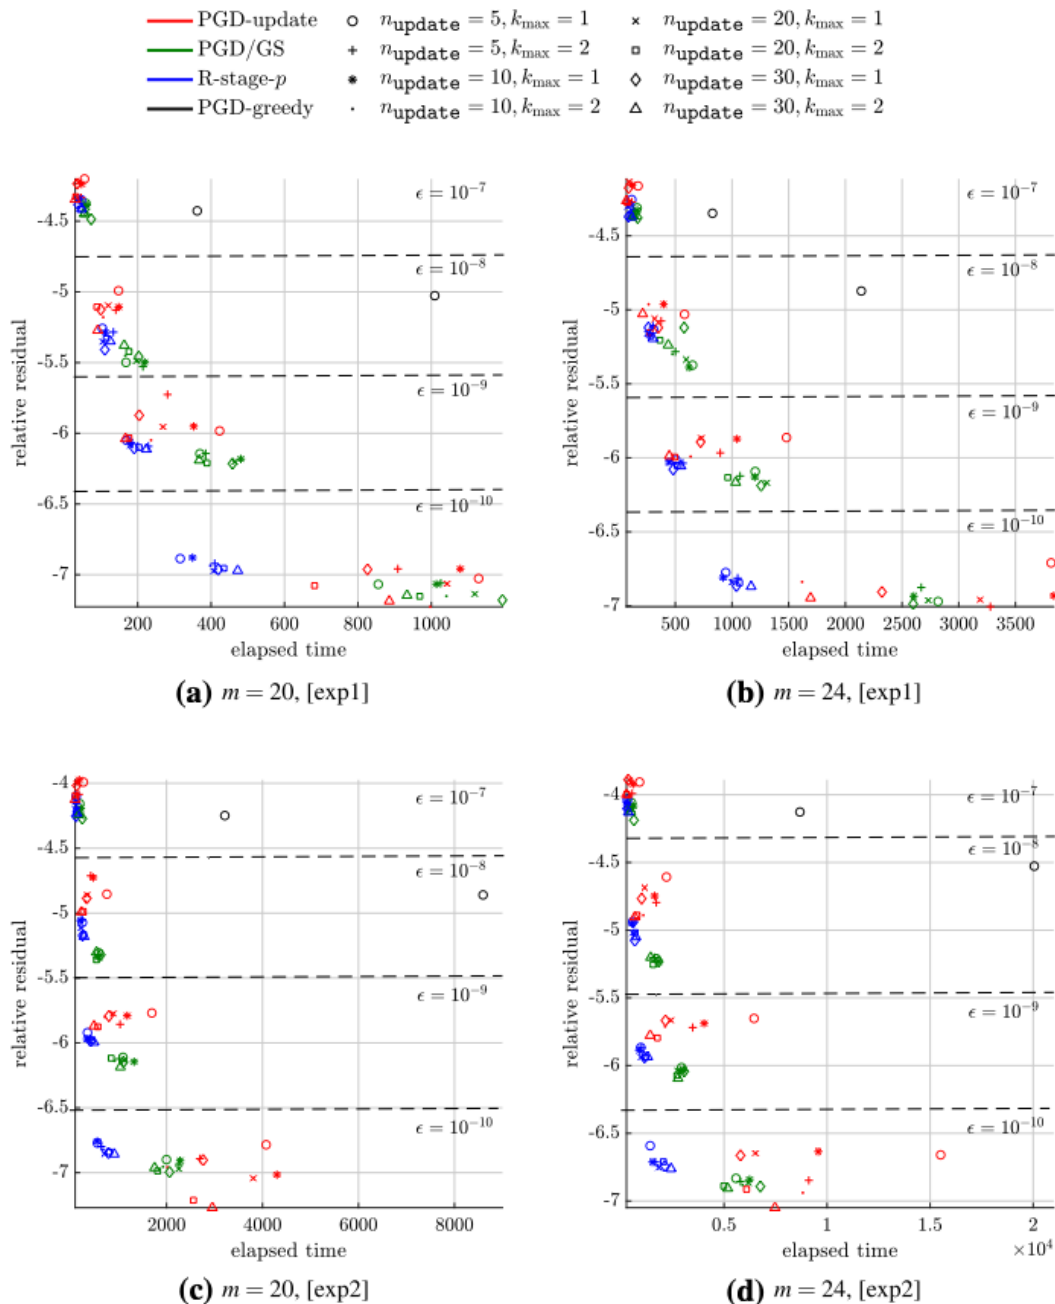 PGD-update ○ n_update = 5, k_max = 1 × n_update = 20, k_max = 1
PGD/GS + n_update = 5, k_max = 2 □ n_update = 20, k_max = 2
R-stage-p ∗ n_update = 10, k_max = 1 ◇ n_update = 30, k_max = 1
PGD-greedy · n_update = 10, k_max = 2 △ n_update = 30, k_max = 2
relative residual
-4.5
-5
-5.5
-6
-6.5
-7
ϵ = 10^-7
ϵ = 10^-8
ϵ = 10^-9
ϵ = 10^-10
200 400 600 800 1000
elapsed time
(a) m = 20, [exp1]
relative residual
-4.5
-5
-5.5
-6
-6.5
-7
ϵ = 10^-7
ϵ = 10^-8
ϵ = 10^-9
ϵ = 10^-10
500 1000 1500 2000 2500 3000 3500
elapsed time
(b) m = 24, [exp1]
relative residual
-4
-4.5
-5
-5.5
-6
-6.5
-7
ϵ = 10^-7
ϵ = 10^-8
ϵ = 10^-9
ϵ = 10^-10
2000 4000 6000 8000
elapsed time
(c) m = 20, [exp2]
relative residual
-4
-4.5
-5
-5.5
-6
-6.5
-7
ϵ = 10^-7
ϵ = 10^-8
ϵ = 10^-9
ϵ = 10^-10
0.5 1 1.5 2
elapsed time
×10^4
(d) m = 24, [exp2]